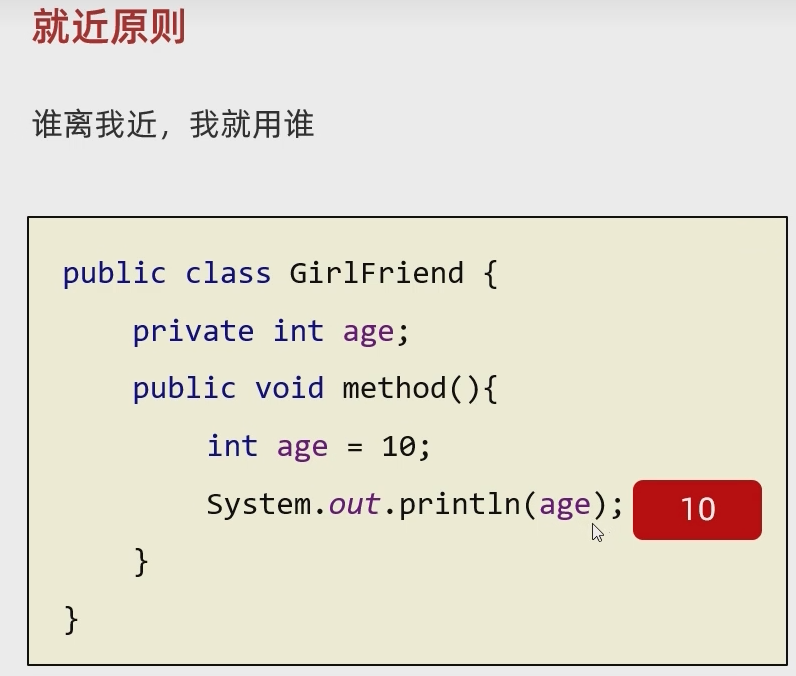 就近原则
谁离我近，我就用谁
public class GirlFriend {
private int age;
public void method(){
int age = 10;
System.out.println(age); 10
}
}